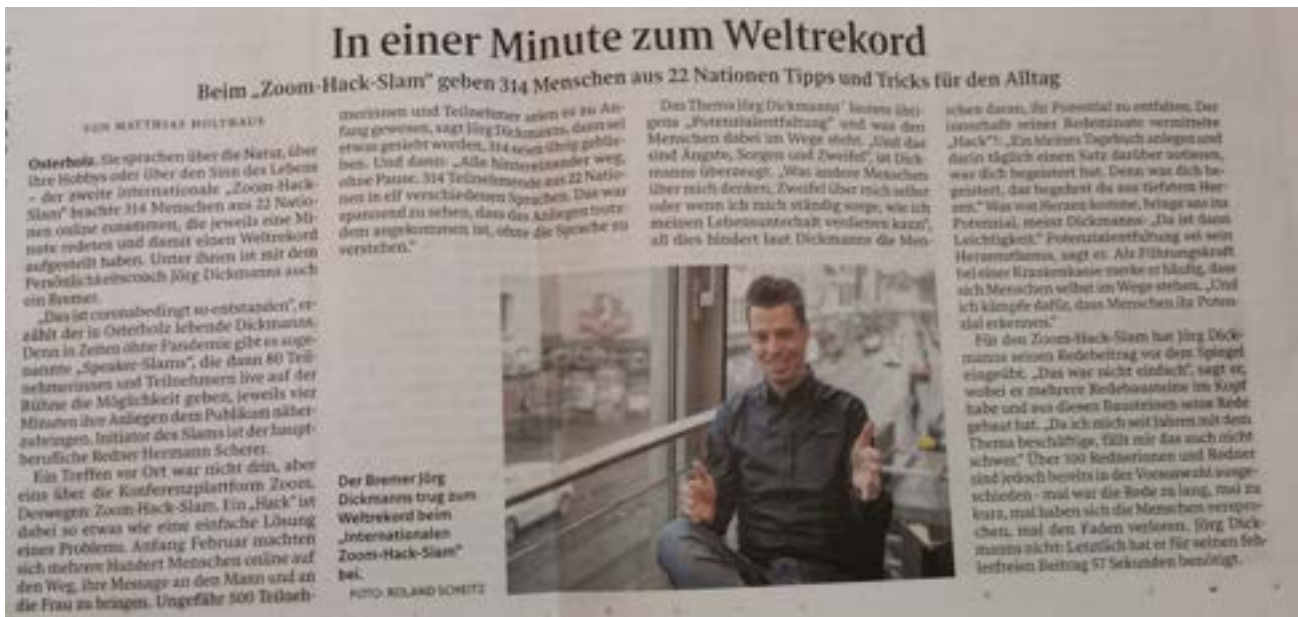 In einer Minute zum Weltrekord
Beim „Zoom-Hack-Slam“ geben 314 Menschen aus 22 Nationen Tipps und Tricks für den Alltag
VON MATTHIAS HOLTHAUS
Osterholz. Sie sprachen über die Natur, über
ihre Hobbys oder über den Sinn des Lebens
– der zweite internationale „Zoom-Hack-
Slam“ brachte 314 Menschen aus 22 Natio-
nen online zusammen, die jeweils eine Mi-
nute redeten und damit einen Weltrekord
aufgestellt haben. Unter ihnen ist mit dem
Persönlichkeitscoach Jörg Dickmanns auch
ein Bremer.
„Das ist coronabedingt so entstanden“, er-
zählt der in Osterholz lebende Dickmanns.
Denn in Zeiten ohne Pandemie gibt es soge-
nannte „Speaker-Slams“, die dann 80 Teil-
nehmerinnen und Teilnehmern live auf der
Bühne die Möglichkeit geben, jeweils vier
Minuten ihre Anliegen dem Publikum näher-
zubringen. Initiator des Slams ist der haupt-
berufliche Redner Hermann Scherer.
Ein Treffen vor Ort war nicht drin, aber
eins über die Konferenzplattform Zoom.
Deswegen: Zoom-Hack-Slam. Ein „Hack“ ist
dabei so etwas wie eine einfache Lösung
eines Problems. Anfang Februar machten
sich mehrere Hundert Menschen online auf
den Weg, ihre Message an den Mann und an
die Frau zu bringen. Ungefähr 500 Teilneh-
merinnen und Teilnehmer seien es zu An-
fang gewesen, sagt Jörg Dickmanns, dann sei
etwas gesiebt worden, 314 seien übrig geblie-
ben. Und dann: „Alle hintereinander weg,
ohne Pause. 314 Teilnehmende aus 22 Natio-
nen in elf verschiedenen Sprachen. Das war
spannend zu sehen, dass das Anliegen trotz-
dem angekommen ist, ohne die Sprache zu
verstehen.“
Das Thema Jörg Dickmanns' lautete übri-
gens „Potenzialentfaltung“ und was den
Menschen dabei im Wege steht. „Und das
sind Ängste, Sorgen und Zweifel“, ist Dick-
manns überzeugt. „Was andere Menschen
über mich denken, Zweifel über mich selbst
oder wenn ich mich ständig sorge, wie ich
meinen Lebensunterhalt verdienen kann“,
all dies hindert laut Dickmanns die Men-
schen daran, ihr Potenzial zu entfalten. Der
innerhalb seiner Redeminute vermittelte
„Hack“: „Ein kleines Tagebuch anlegen und
darin täglich einen Satz darüber notieren,
was dich begeistert hat. Denn was dich be-
geistert, das begehrst du aus tiefstem Her-
zen.“ Was von Herzen komme, bringe uns ins
Potenzial, meint Dickmanns: „Da ist dann
Leichtigkeit.“ Potenzialentfaltung sei sein
Herzensthema, sagt er. Als Führungskraft
bei einer Krankenkasse merke er häufig, dass
sich Menschen selbst im Wege stehen. „Und
ich kämpfe dafür, dass Menschen ihr Poten-
zial erkennen.“
Für den Zoom-Hack-Slam hat Jörg Dick-
manns seinen Redebeitrag vor dem Spiegel
eingeübt. „Das war nicht einfach“, sagt er,
wobei er mehrere Redebausteine im Kopf
habe und aus diesen Bausteinen seine Rede
gebaut hat. „Da ich mich seit Jahren mit dem
Thema beschäftige, fällt mir das auch nicht
schwer.“ Über 100 Rednerinnen und Redner
sind jedoch bereits in der Vorauswahl ausge-
schieden – mal war die Rede zu lang, mal zu
kurz, mal haben sich die Menschen verspro-
chen, mal den Faden verloren. Jörg Dick-
manns nicht: Letztlich hat er für seinen feh-
lerfreien Beitrag 57 Sekunden benötigt.
Der Bremer Jörg
Dickmanns trug zum
Weltrekord beim
„Internationalen
Zoom-Hack-Slam“
bei.
FOTO: ROLAND SCHEITZ